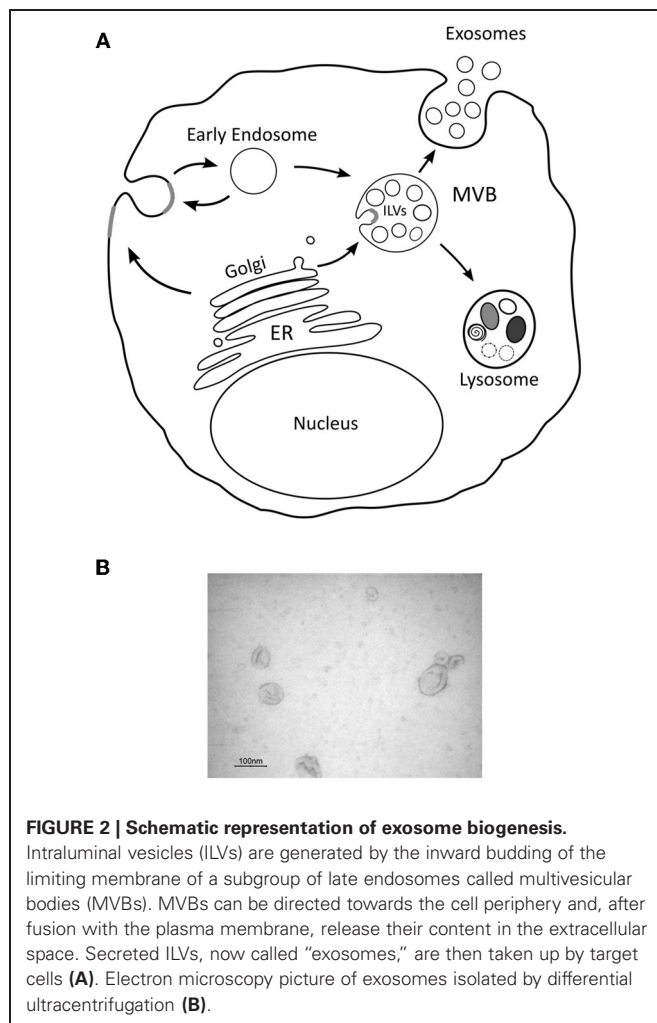 A
Exosomes
Early Endosome
ILVs
MVB
Golgi
ER
Lysosome
Nucleus
B
100nm
FIGURE 2 | Schematic representation of exosome biogenesis.
Intraluminal vesicles (ILVs) are generated by the inward budding of the
limiting membrane of a subgroup of late endosomes called multivesicular
bodies (MVBs). MVBs can be directed towards the cell periphery and, after
fusion with the plasma membrane, release their content in the extracellular
space. Secreted ILVs, now called “exosomes,” are then taken up by target
cells (A). Electron microscopy picture of exosomes isolated by differential
ultracentrifugation (B).